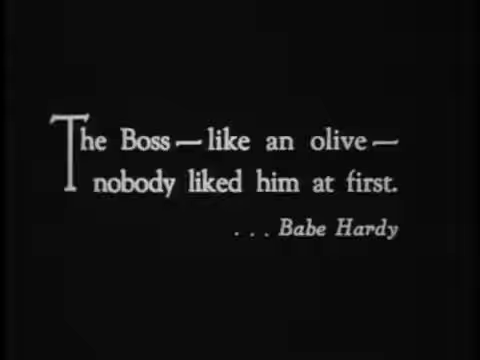 The Boss — like an olive —
nobody liked him at first.
. . . Babe Hardy